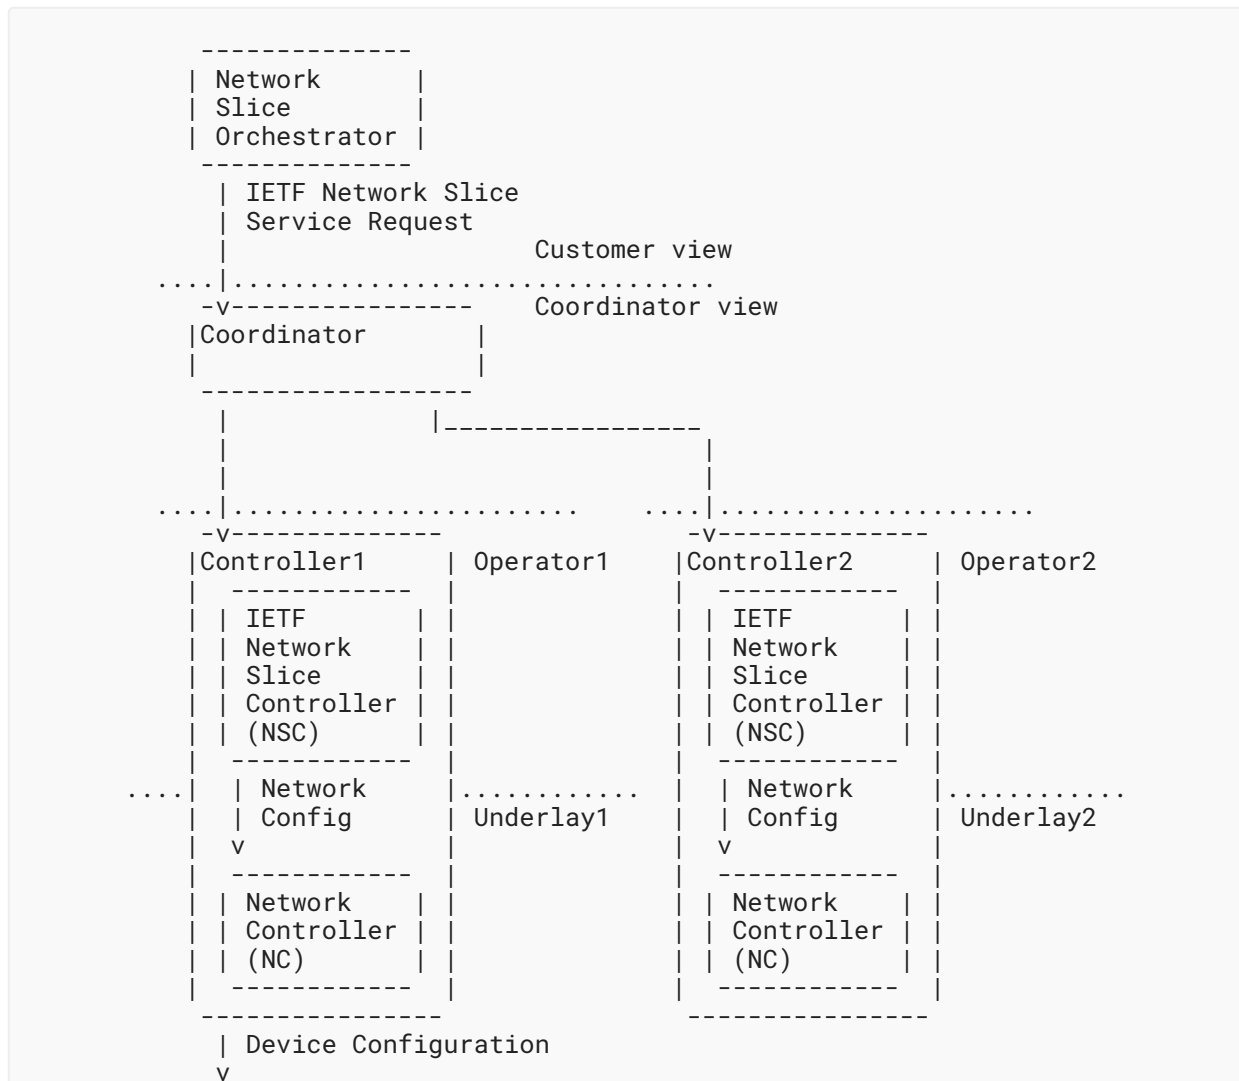 --------------
| Network      |
| Slice        |
| Orchestrator |
--------------
| IETF Network Slice
| Service Request
|                    Customer view
....|................................
-v----------------    Coordinator view
|Coordinator       |
|                  |
------------------
|             |_________________
|                               |
|                               |
....|.......................    ....|.....................
-v--------------                -v--------------
|Controller1     | Operator1    |Controller2     | Operator2
|  ------------  |              |  ------------  |
| | IETF       | |              | | IETF       | |
| | Network    | |              | | Network    | |
| | Slice      | |              | | Slice      | |
| | Controller | |              | | Controller | |
| | (NSC)      | |              | | (NSC)      | |
|  ------------  |              |  ------------  |
....|  | Network     |............  |  | Network     |............
|  | Config      | Underlay1    |  | Config      | Underlay2
|  v             |              |  v             |
|  ------------  |              |  ------------  |
| | Network    | |              | | Network    | |
| | Controller | |              | | Controller | |
| | (NC)       | |              | | (NC)       | |
|  ------------  |              |  ------------  |
----------------                ----------------
| Device Configuration
v